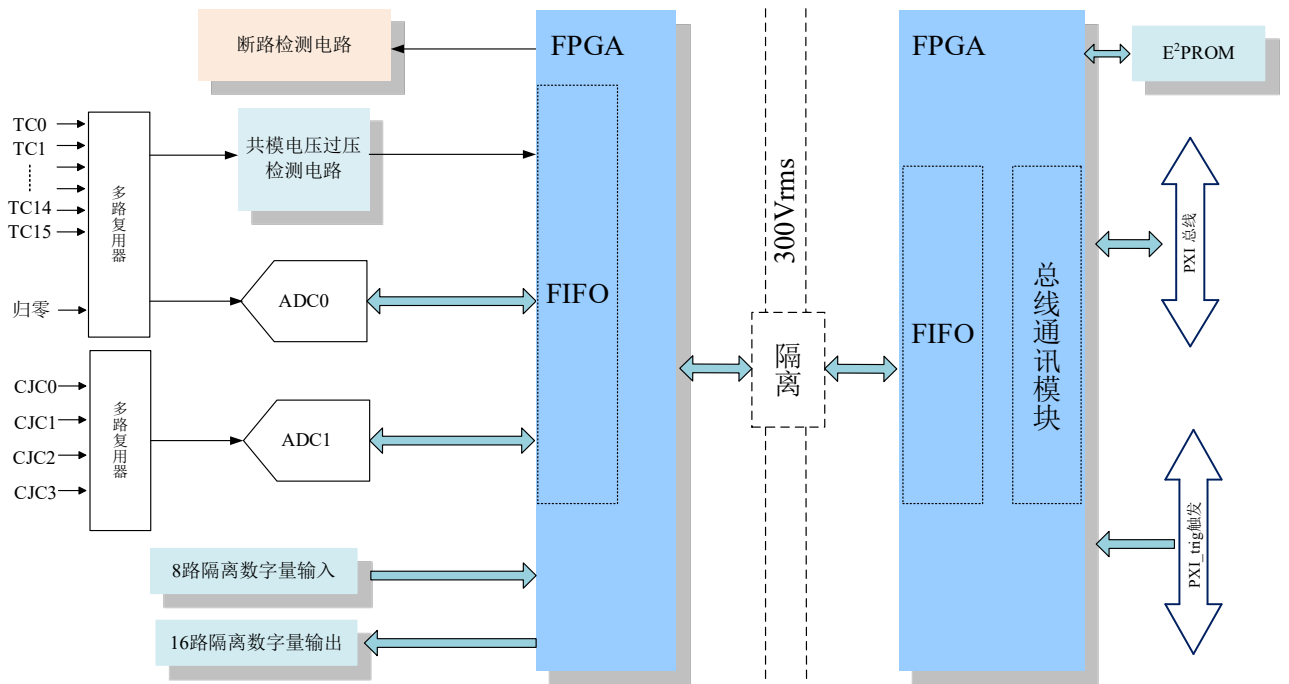 断路检测电路
FPGA
FPGA
E²PROM
TC0
TC1
TC14
TC15
归零
多路复用器
共模电压过压
检测电路
ADC0
FIFO
300Vrms
隔离
FIFO
总线通讯模块
PXI 总线
CJC0
CJC1
CJC2
CJC3
多路复用器
ADC1
PXI_trig触发
8路隔离数字量输入
16路隔离数字量输出